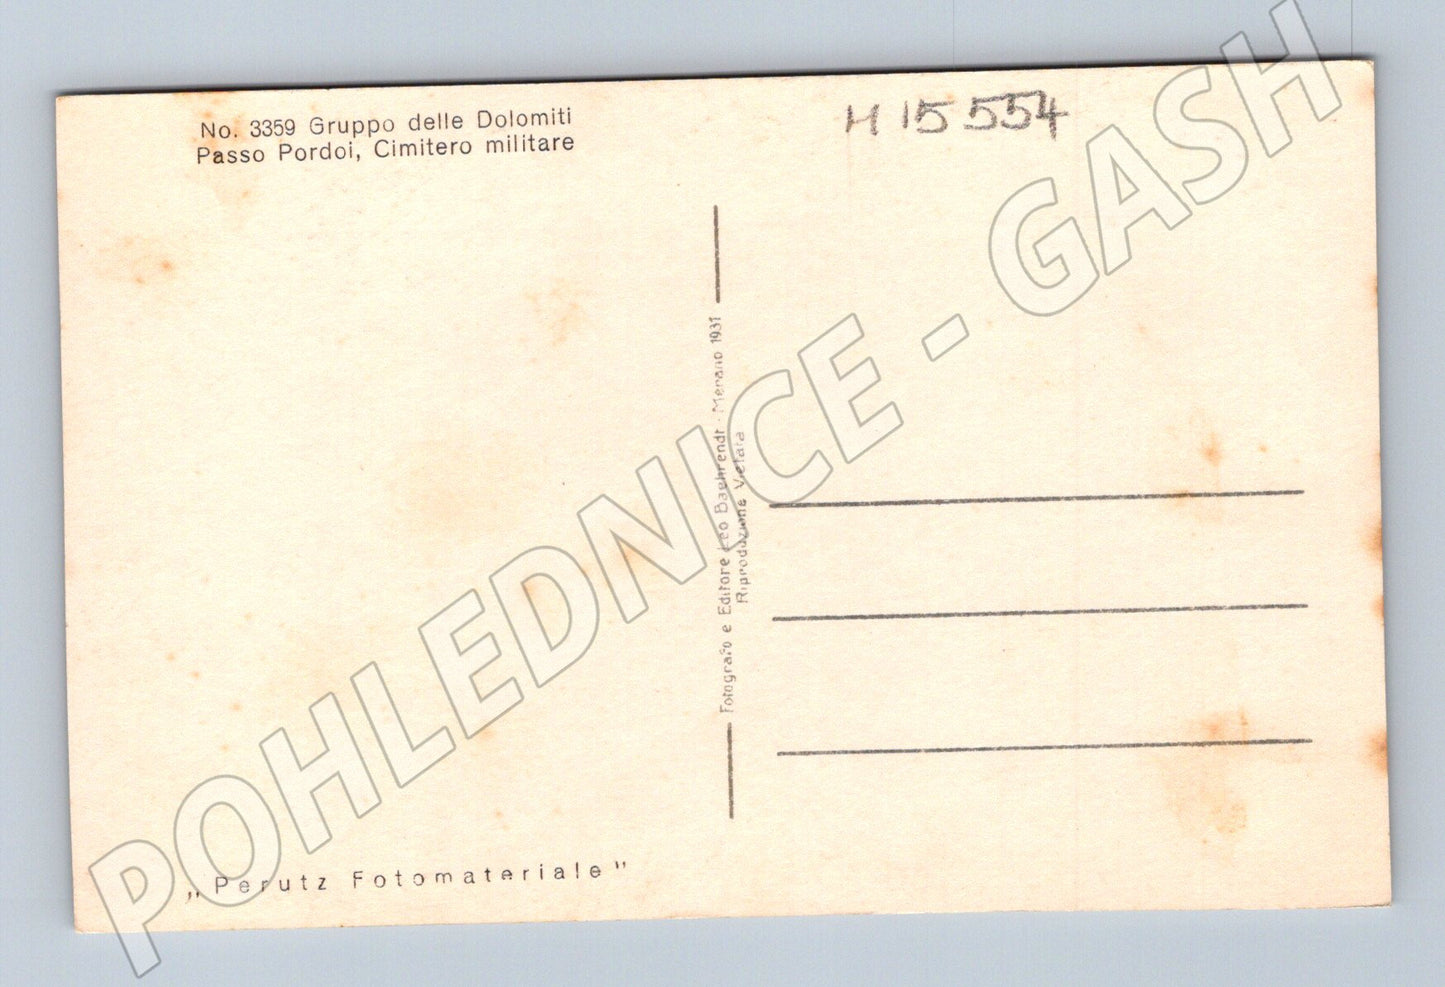 No. 3359 Gruppo delle Dolomiti
Passo Pordoi, Cimitero militare
H 15 554
Fotografo e Editore Leo Baehrendt · Merano 1931
Riproduzione Vietata
„Perutz Fotomateriale"
POHLEDNICE - GASH